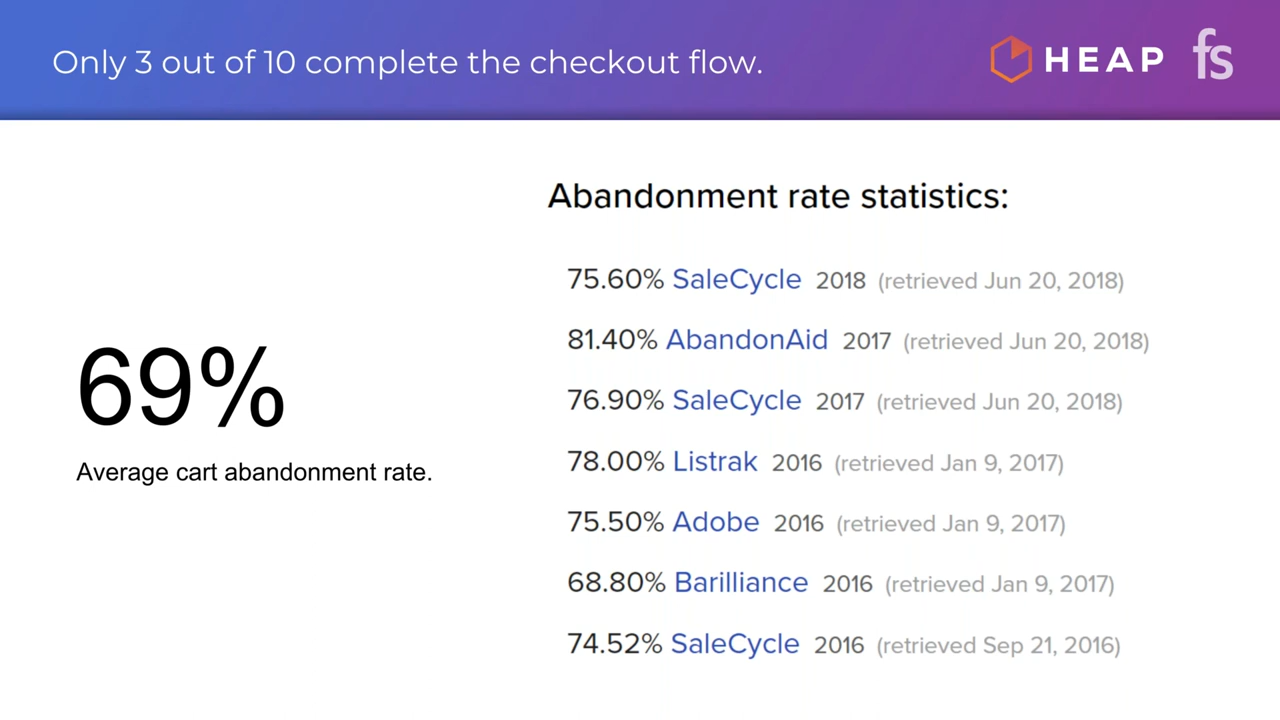 Only 3 out of 10 complete the checkout flow.
HEAP fs
Abandonment rate statistics:
75.60% SaleCycle 2018 (retrieved Jun 20, 2018)
81.40% AbandonAid 2017 (retrieved Jun 20, 2018)
76.90% SaleCycle 2017 (retrieved Jun 20, 2018)
78.00% Listrak 2016 (retrieved Jan 9, 2017)
75.50% Adobe 2016 (retrieved Jan 9, 2017)
68.80% Barilliance 2016 (retrieved Jan 9, 2017)
74.52% SaleCycle 2016 (retrieved Sep 21, 2016)
69%
Average cart abandonment rate.